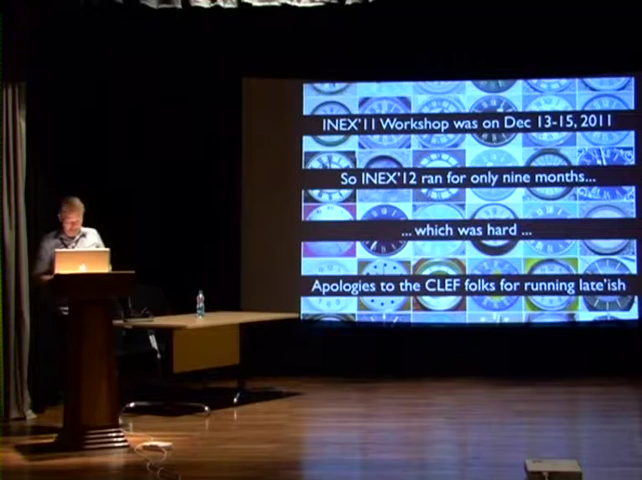 INEX'11 Workshop was on Dec 13-15, 2011
So INEX'12 ran for only nine months...
... which was hard ...
Apologies to the CLEF folks for running late'ish